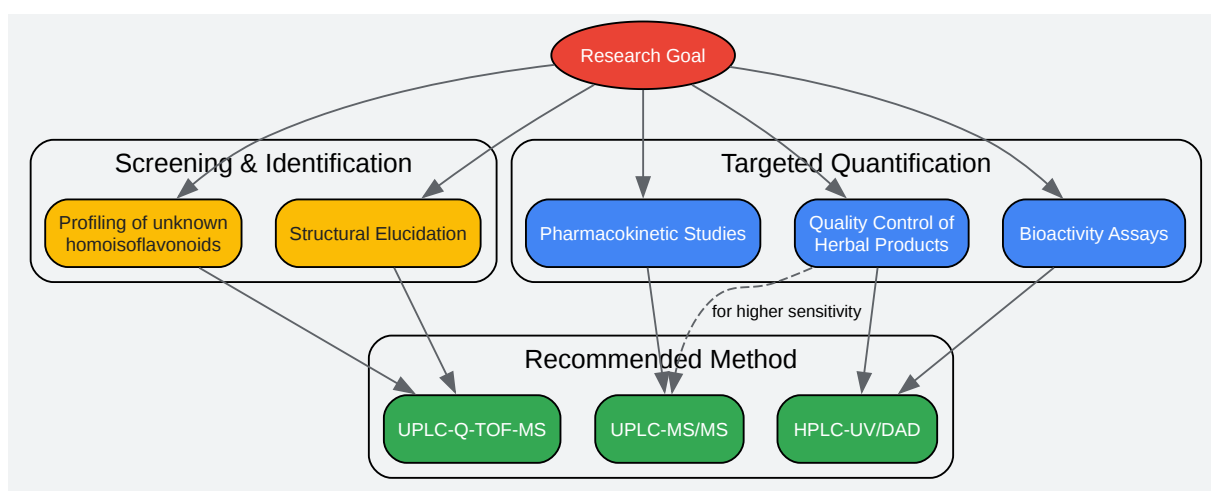 Research Goal
Screening & Identification
Targeted Quantification
Profiling of unknown
homoisoflavonoids
Structural Elucidation
Pharmacokinetic Studies
Quality Control of
Herbal Products
Bioactivity Assays
for higher sensitivity
Recommended Method
UPLC-Q-TOF-MS
UPLC-MS/MS
HPLC-UV/DAD